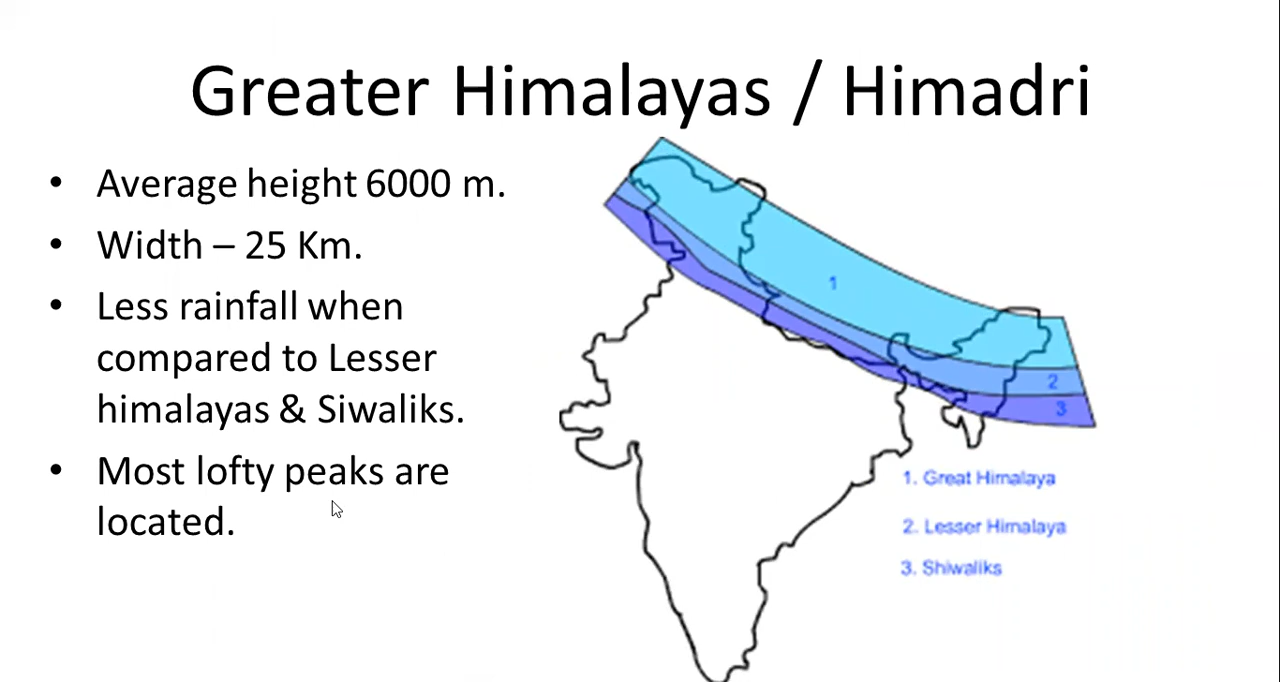 Greater Himalayas / Himadri
• Average height 6000 m.
• Width – 25 Km.
• Less rainfall when
compared to Lesser
himalayas & Siwaliks.
• Most lofty peaks are
located.
1
2
3
1. Great Himalaya
2. Lesser Himalaya
3. Shiwaliks